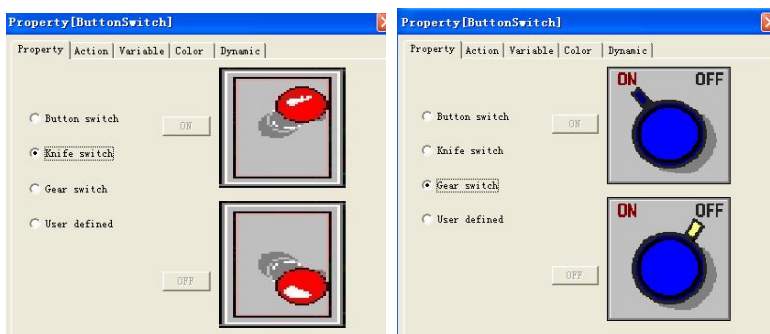 Property[ButtonSwitch]
Property Action Variable Color Dynamic
Button switch
ON
Knife switch
Gear switch
User defined
OFF
Property[ButtonSwitch]
Property Action Variable Color Dynamic
ON OFF
Button switch
ON
Knife switch
Gear switch
ON OFF
User defined
OFF